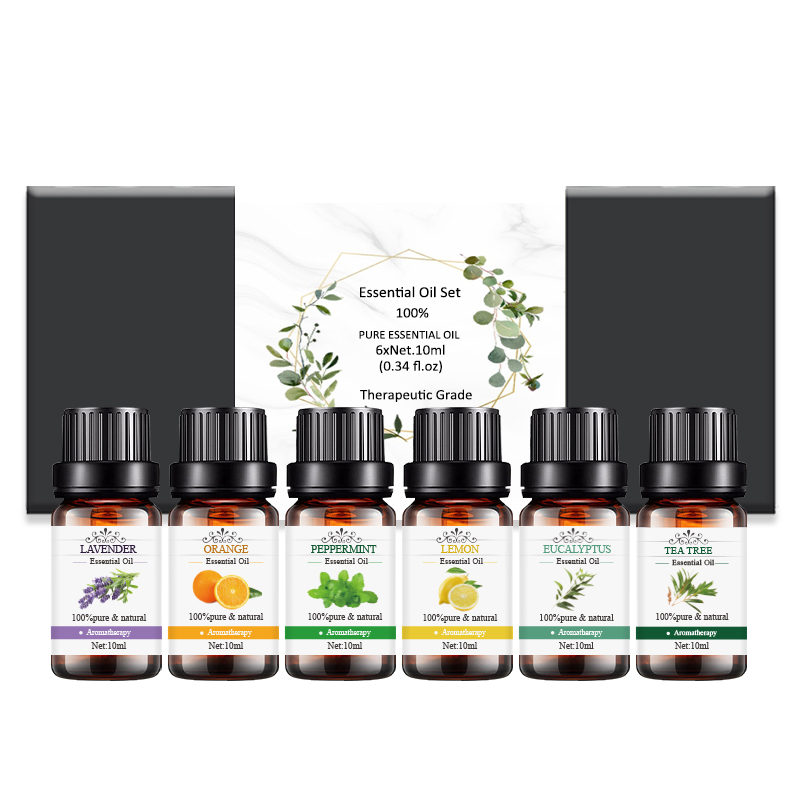 Essential Oil Set
100%
PURE ESSENTIAL OIL
6xNet.10ml
(0.34 fl.oz)
Therapeutic Grade
LAVENDER
Essential Oil
100%pure & natural
Aromatherapy
Net:10ml
ORANGE
Essential Oil
100%pure & natural
Aromatherapy
Net:10ml
PEPPERMINT
Essential Oil
100%pure & natural
Aromatherapy
Net:10ml
LEMON
Essential Oil
100%pure & natural
Aromatherapy
Net:10ml
EUCALYPTUS
Essential Oil
100%pure & natural
Aromatherapy
Net:10ml
TEA TREE
Essential Oil
100%pure & natural
Aromatherapy
Net:10ml